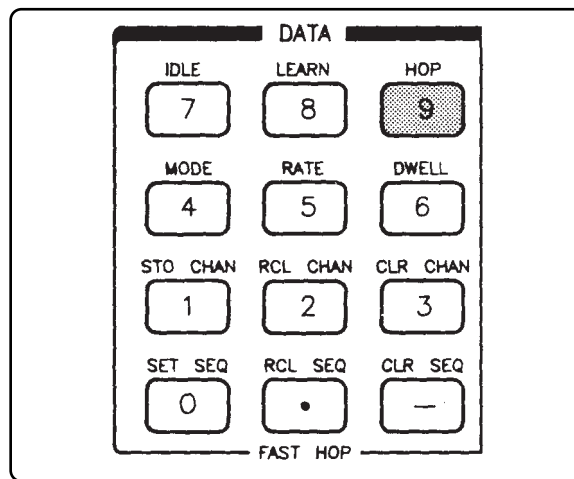 DATA
IDLE LEARN HOP
7 8 9
MODE RATE DWELL
4 5 6
STO CHAN RCL CHAN CLR CHAN
1 2 3
SET SEQ RCL SEQ CLR SEQ
0 • —
FAST HOP